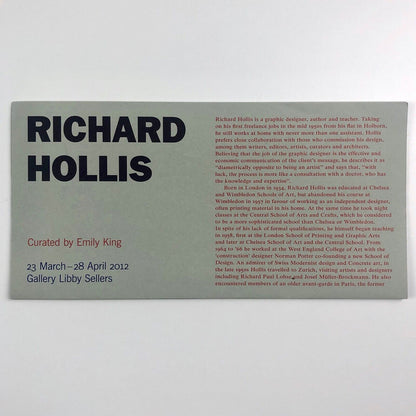 RICHARD
HOLLIS
Curated by Emily King
23 March–28 April 2012
Gallery Libby Sellers
Richard Hollis is a graphic designer, author and teacher. Taking
on his first freelance jobs in the mid 1950s from his flat in Holborn,
he still works at home with never more than one assistant. Hollis
prefers close collaboration with those who commission his design,
among them writers, editors, artists, curators and architects.
Believing that the job of the graphic designer is the effective and
economic communication of the client's message, he describes it as
"diametrically opposite to being an artist" and says that, "with
luck, the process is more like a consultation with a doctor, who has
the knowledge and expertise".
Born in London in 1934, Richard Hollis was educated at Chelsea
and Wimbledon Schools of Art, but abandoned his course at
Wimbledon in 1957 in favour of working as an independent designer,
often printing material in his home. At the same time he took night
classes at the Central School of Arts and Crafts, which he considered
to be a more sophisticated school than Chelsea or Wimbledon.
In spite of his lack of formal qualifications, he himself began teaching
in 1958, first at the London School of Printing and Graphic Arts
and later at Chelsea School of Art and the Central School. From
1964 to '66 he worked at the West England College of Art with the
'construction' designer Norman Potter co-founding a new School of
Design. An admirer of Swiss Modernist design and Concrete art, in
the late 1950s Hollis travelled to Zurich, visiting artists and designers
including Richard Paul Lohse and Josef Müller-Brockmann. He also
encountered members of an older avant-garde in Paris, the former